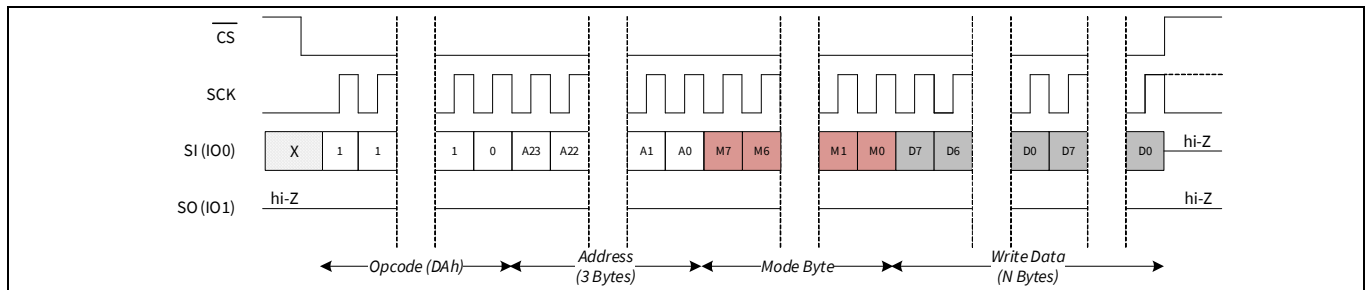 CS
SCK
SI (IO0) X 1 1 1 0 A23 A22 A1 A0 M7 M6 M1 M0 D7 D6 D0 D7 D0 hi-Z
hi-Z hi-Z
SO (IO1)
Opcode (DAh) Address Mode Byte Write Data
(3 Bytes) (N Bytes)